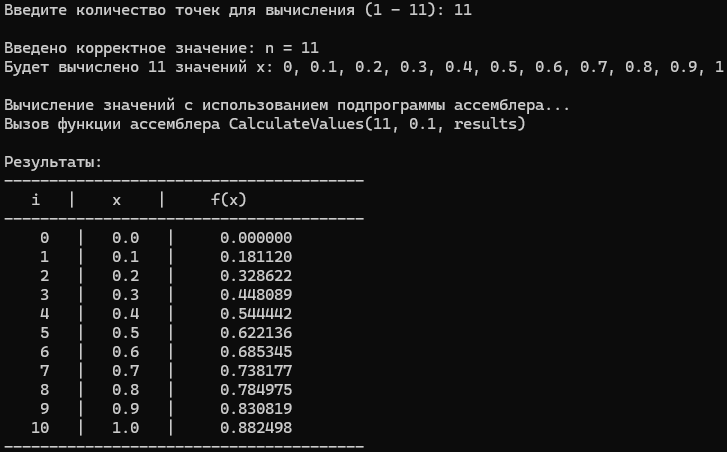 Введите количество точек для вычисления (1 - 11): 11
Введено корректное значение: n = 11
Будет вычислено 11 значений x: 0, 0.1, 0.2, 0.3, 0.4, 0.5, 0.6, 0.7, 0.8, 0.9, 1
Вычисление значений с использованием подпрограммы ассемблера...
Вызов функции ассемблера CalculateValues(11, 0.1, results)
Результаты:
----------------------------------------
i | x | f(x)
----------------------------------------
0 | 0.0 | 0.000000
1 | 0.1 | 0.181120
2 | 0.2 | 0.328622
3 | 0.3 | 0.448089
4 | 0.4 | 0.544442
5 | 0.5 | 0.622136
6 | 0.6 | 0.685345
7 | 0.7 | 0.738177
8 | 0.8 | 0.784975
9 | 0.9 | 0.830819
10 | 1.0 | 0.882498
----------------------------------------